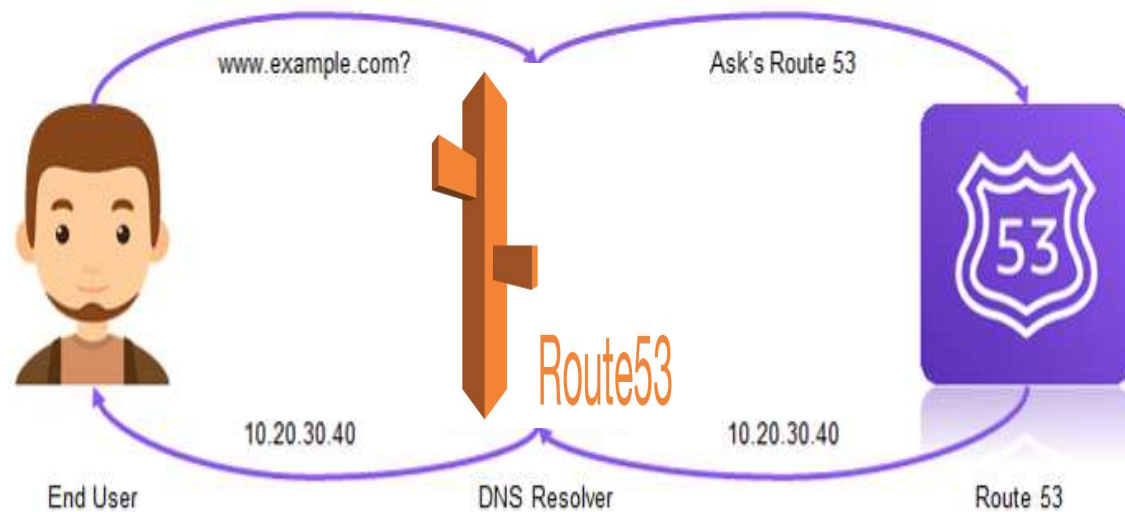 www.example.com?
Ask's Route 53
53
Route53
10.20.30.40
10.20.30.40
End User
DNS Resolver
Route 53